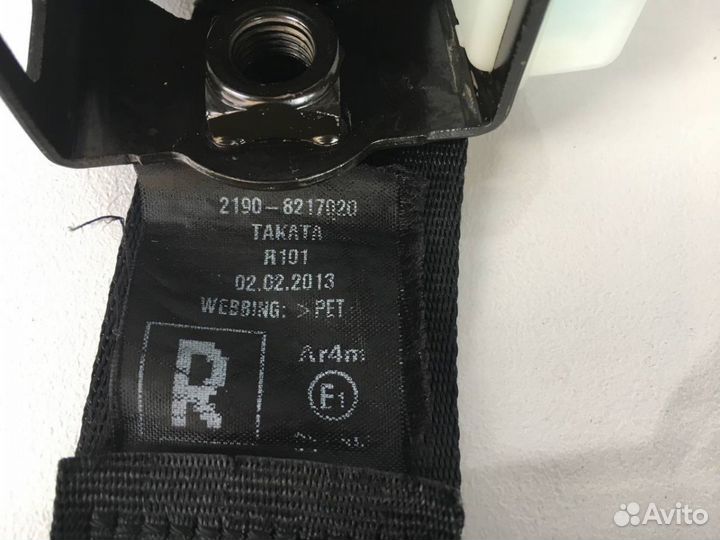 2190-8217020
TAKATA
R101
02.02.2013
WEBBING: >PET
R
Ar4m
E1
Avito